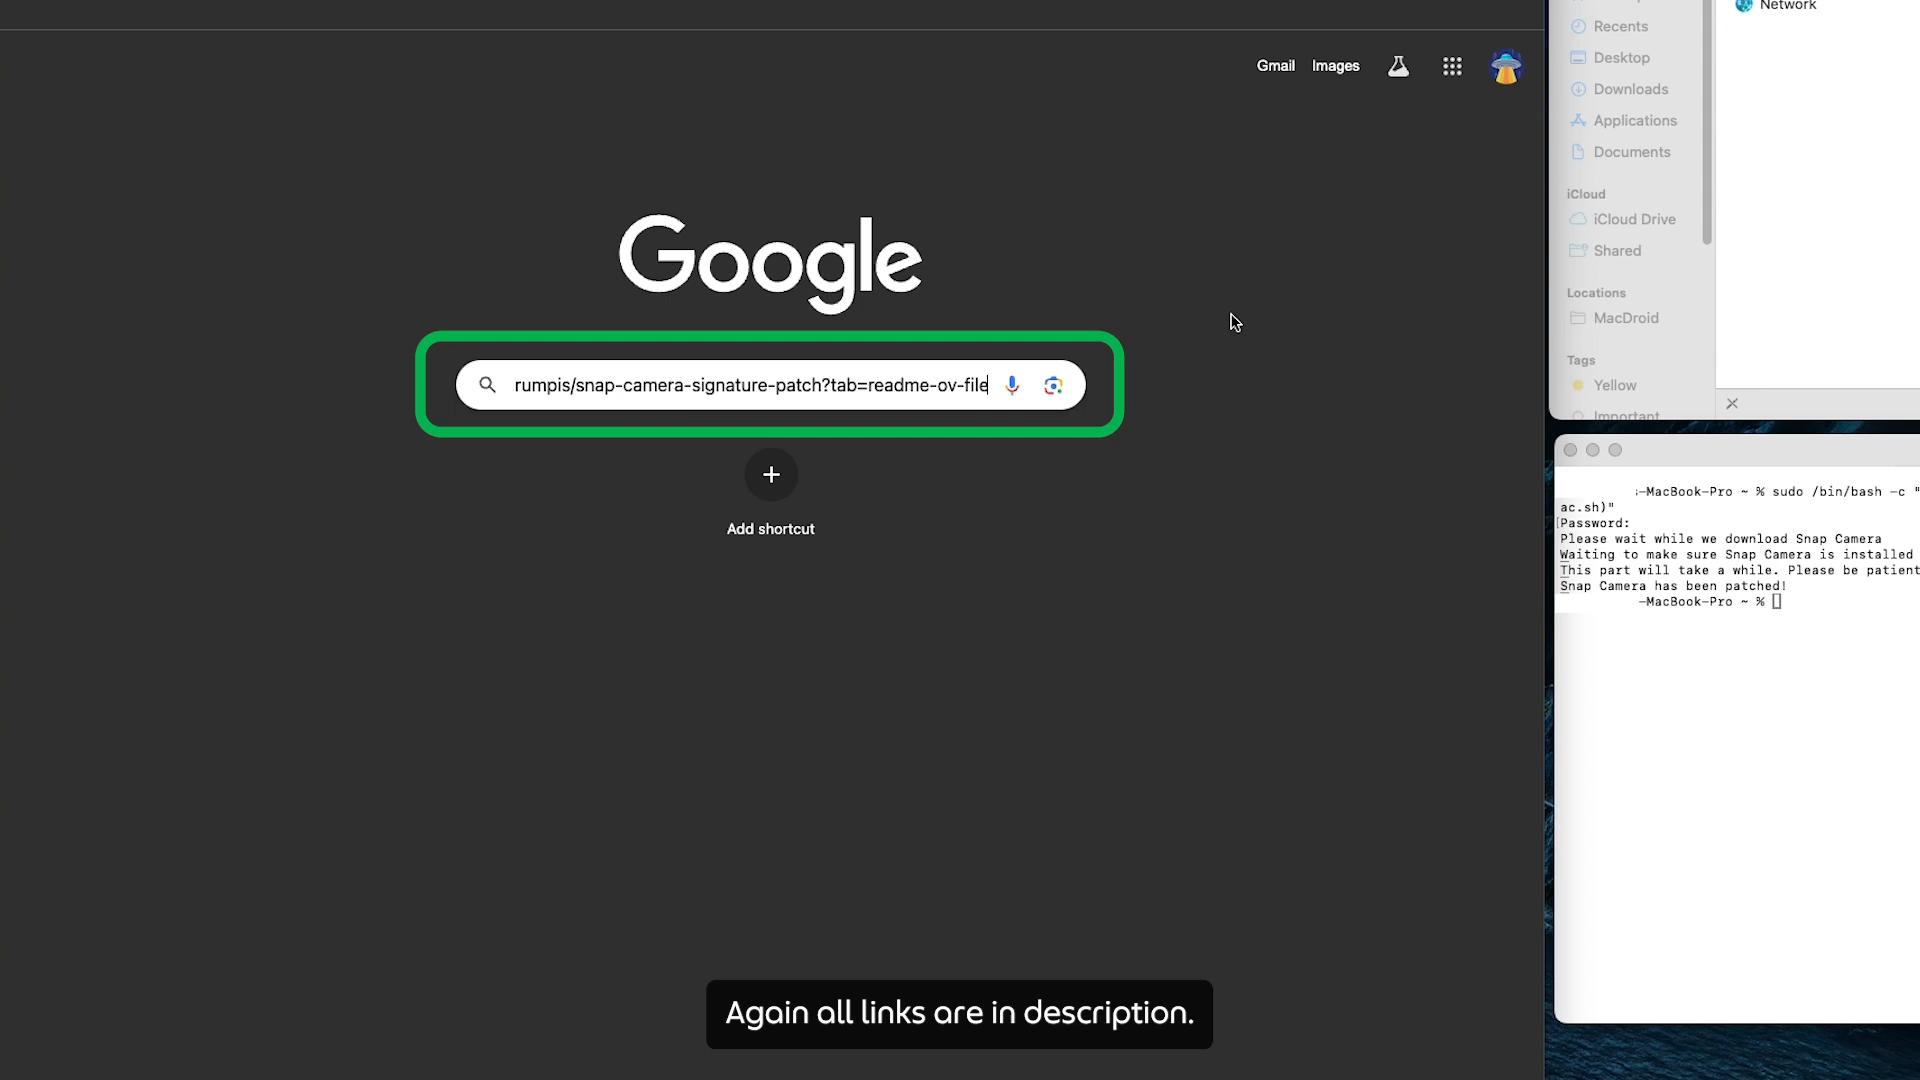 Gmail Images
Google
rumpis/snap-camera-signature-patch?tab=readme-ov-file
Add shortcut
Again all links are in description.
Network
Recents
Desktop
Downloads
Applications
Documents
iCloud
iCloud Drive
Shared
Locations
MacDroid
Tags
Yellow
Important
-MacBook-Pro ~ % sudo /bin/bash -c "
ac.sh)"
Password:
Please wait while we download Snap Camera
Waiting to make sure Snap Camera is installed
This part will take a while. Please be patient
Snap Camera has been patched!
-MacBook-Pro ~ %